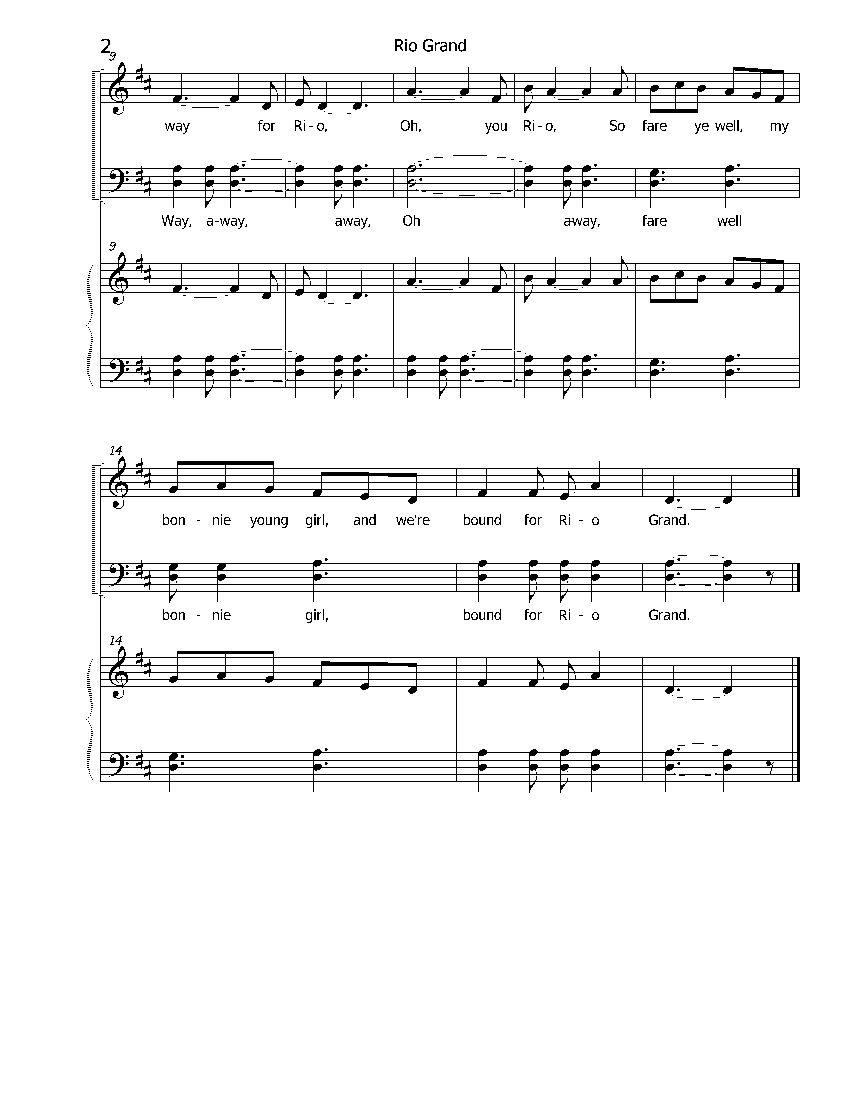 2
Rio Grand
9
way for Ri - o, Oh, you Ri - o, So fare ye well, my
Way, a-way, away, Oh away, fare well
9
14
bon - nie young girl, and we're bound for Ri - o Grand.
bon - nie girl, bound for Ri - o Grand.
14